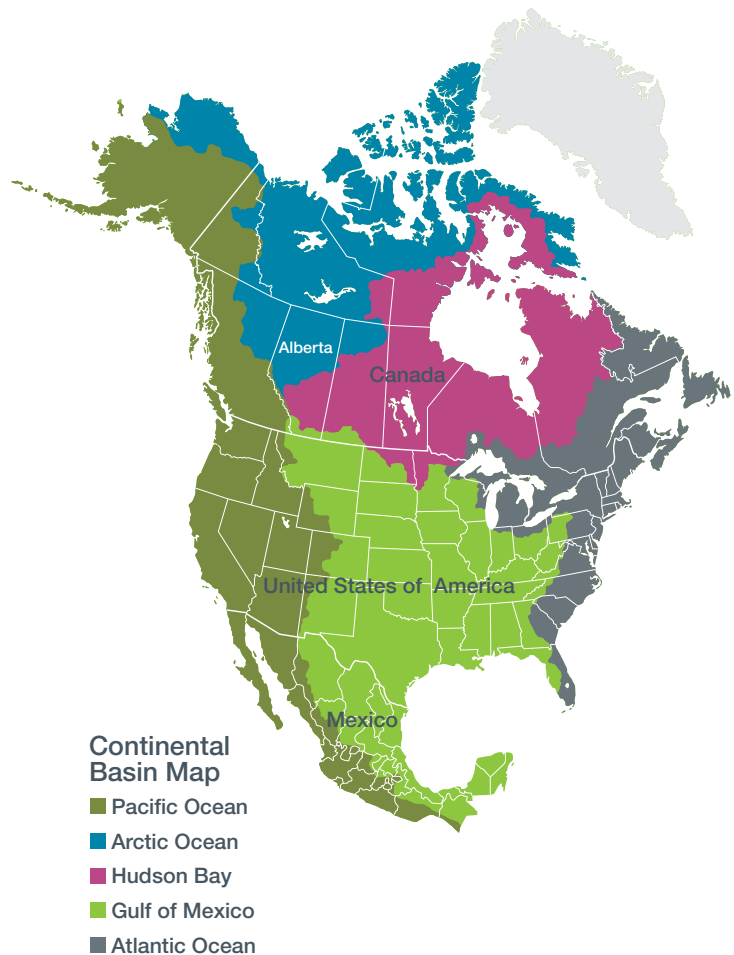 Alberta
Canada
United States of America
Mexico
Continental
Basin Map
Pacific Ocean
Arctic Ocean
Hudson Bay
Gulf of Mexico
Atlantic Ocean